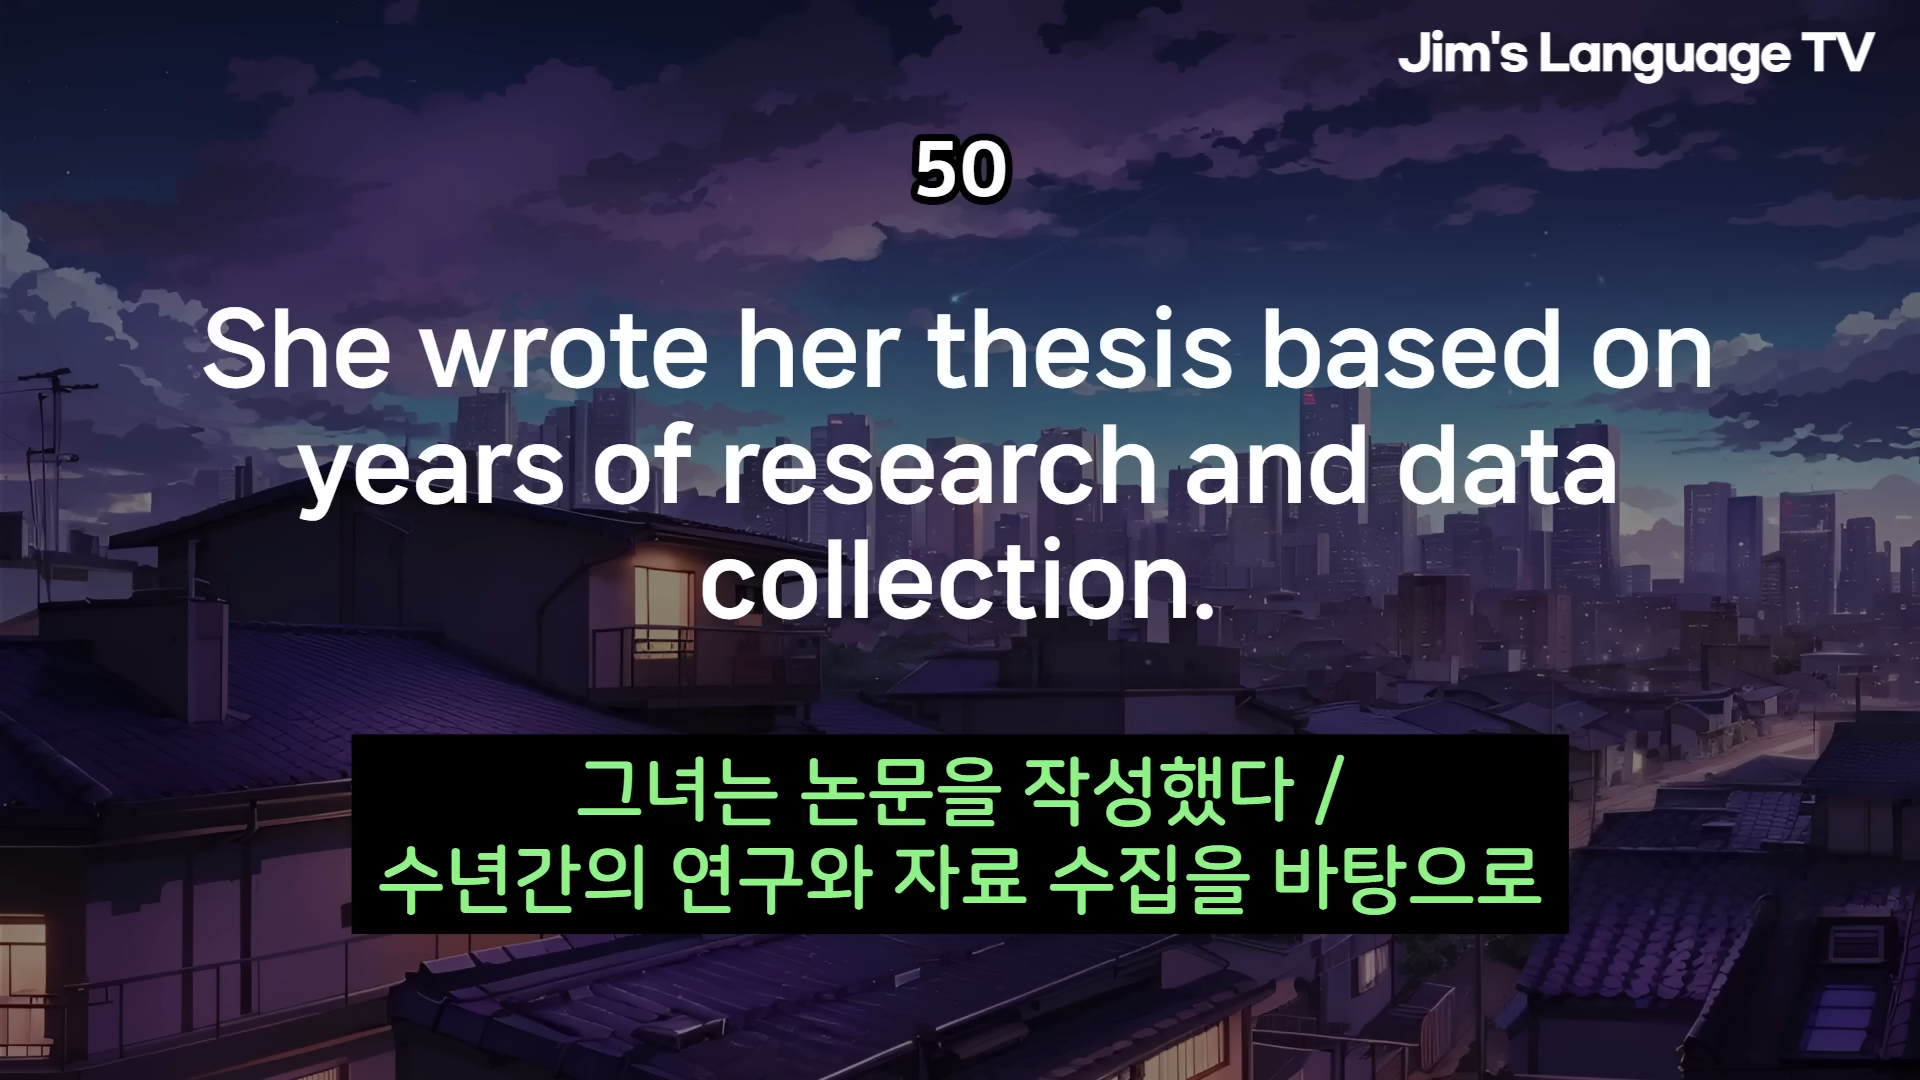 Jim's Language TV
50
She wrote her thesis based on
years of research and data
collection.
그녀는 논문을 작성했다 /
수년간의 연구와 자료 수집을 바탕으로